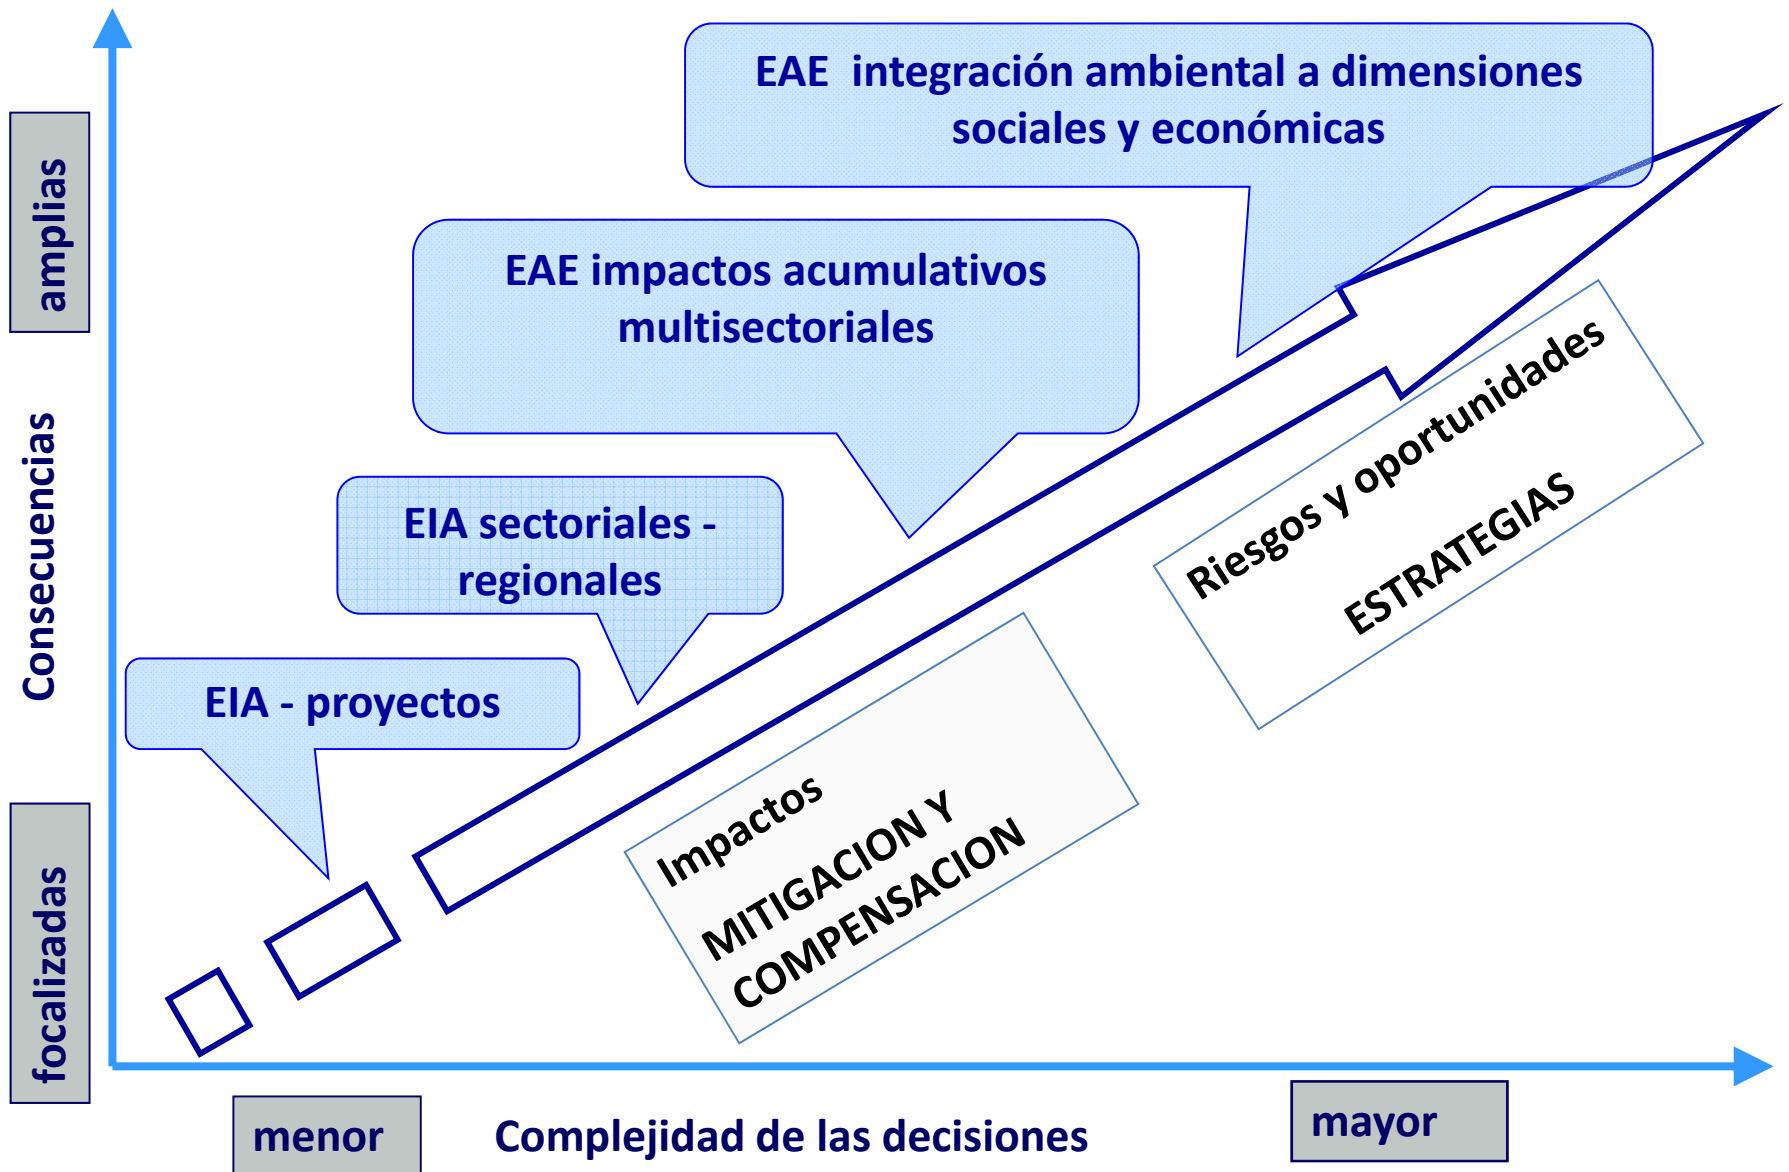 EAE integración ambiental a dimensiones
sociales y económicas
amplias
EAE impactos acumulativos
multisectoriales
Riesgos y oportunidades
ESTRATEGIAS
Consecuencias
EIA sectoriales -
regionales
EIA - proyectos
Impactos
MITIGACION Y
COMPENSACION
focalizadas
menor
Complejidad de las decisiones
mayor